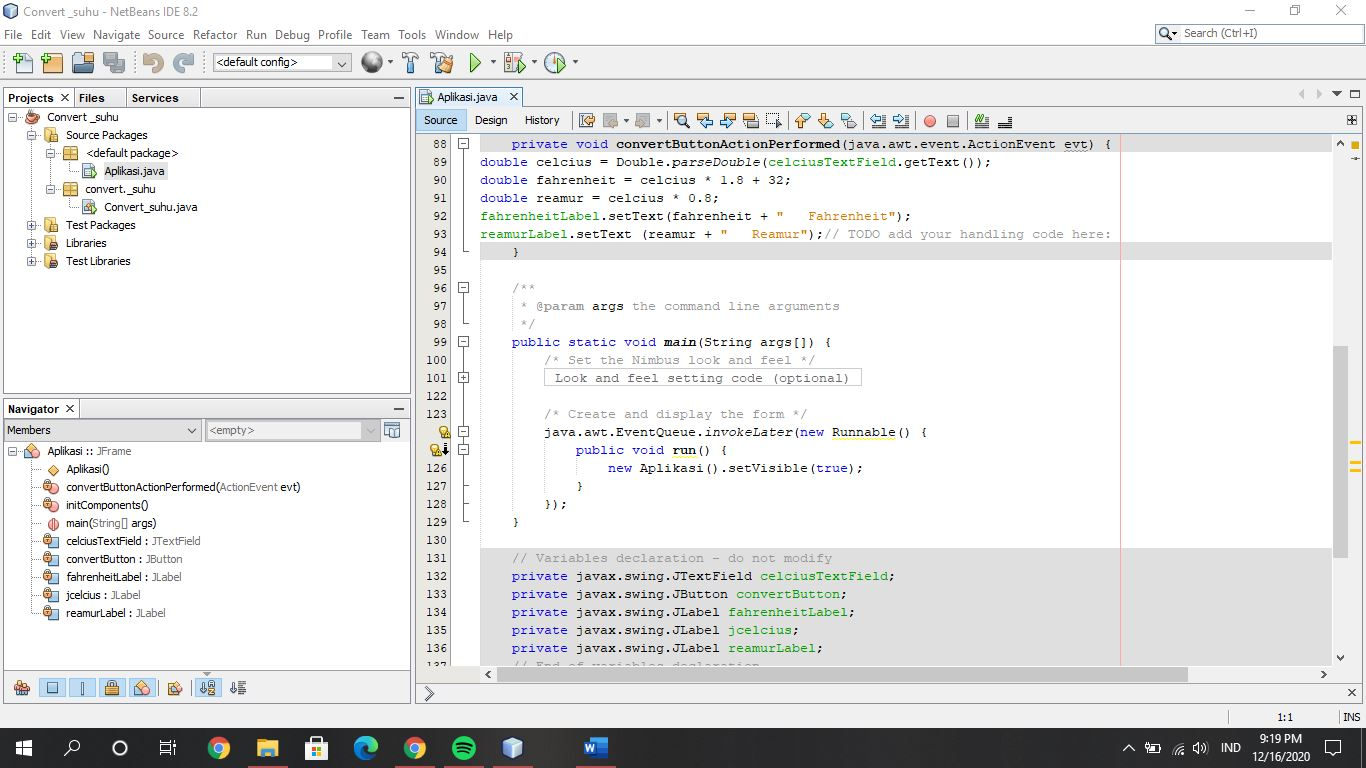 Convert _suhu - NetBeans IDE 8.2
File Edit View Navigate Source Refactor Run Debug Profile Team Tools Window Help
Search (Ctrl+I)
<default config>
Projects Files Services
Convert _suhu
Source Packages
<default package>
Aplikasi.java
convert._suhu
Convert_suhu.java
Test Packages
Libraries
Test Libraries
Navigator
Members <empty>
Aplikasi :: JFrame
Aplikasi()
convertButtonActionPerformed(ActionEvent evt)
initComponents()
main(String[] args)
celciusTextField : JTextField
convertButton : JButton
fahrenheitLabel : JLabel
jcelcius : JLabel
reamurLabel : JLabel
Aplikasi.java
Source Design History
88 private void convertButtonActionPerformed(java.awt.event.ActionEvent evt) {
89 double celcius = Double.parseDouble(celciusTextField.getText());
90 double fahrenheit = celcius * 1.8 + 32;
91 double reamur = celcius * 0.8;
92 fahrenheitLabel.setText(fahrenheit + "   Fahrenheit");
93 reamurLabel.setText (reamur + "   Reamur");// TODO add your handling code here:
94 }
95
96 /**
97 * @param args the command line arguments
98 */
99 public static void main(String args[]) {
100 /* Set the Nimbus look and feel */
101 Look and feel setting code (optional)
122
123 /* Create and display the form */
java.awt.EventQueue.invokeLater(new Runnable() {
public void run() {
126 new Aplikasi().setVisible(true);
127 }
128 });
129 }
130
131 // Variables declaration - do not modify
132 private javax.swing.JTextField celciusTextField;
133 private javax.swing.JButton convertButton;
134 private javax.swing.JLabel fahrenheitLabel;
135 private javax.swing.JLabel jcelcius;
136 private javax.swing.JLabel reamurLabel;
137 // End of variables declaration
1:1 INS
IND
9:19 PM
12/16/2020